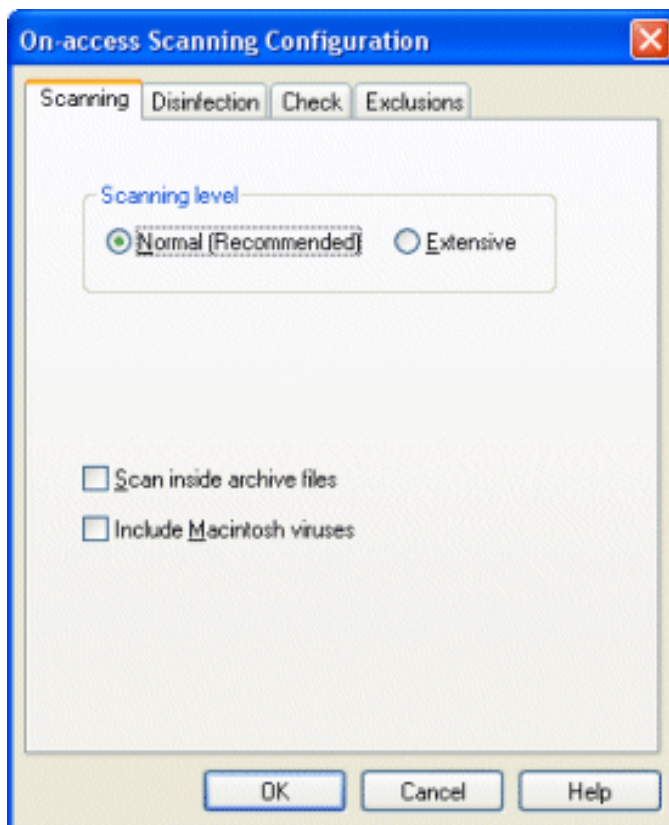 On-access Scanning Configuration
Scanning Disinfection Check Exclusions
Scanning level
Normal (Recommended) Extensive
Scan inside archive files
Include Macintosh viruses
OK Cancel Help